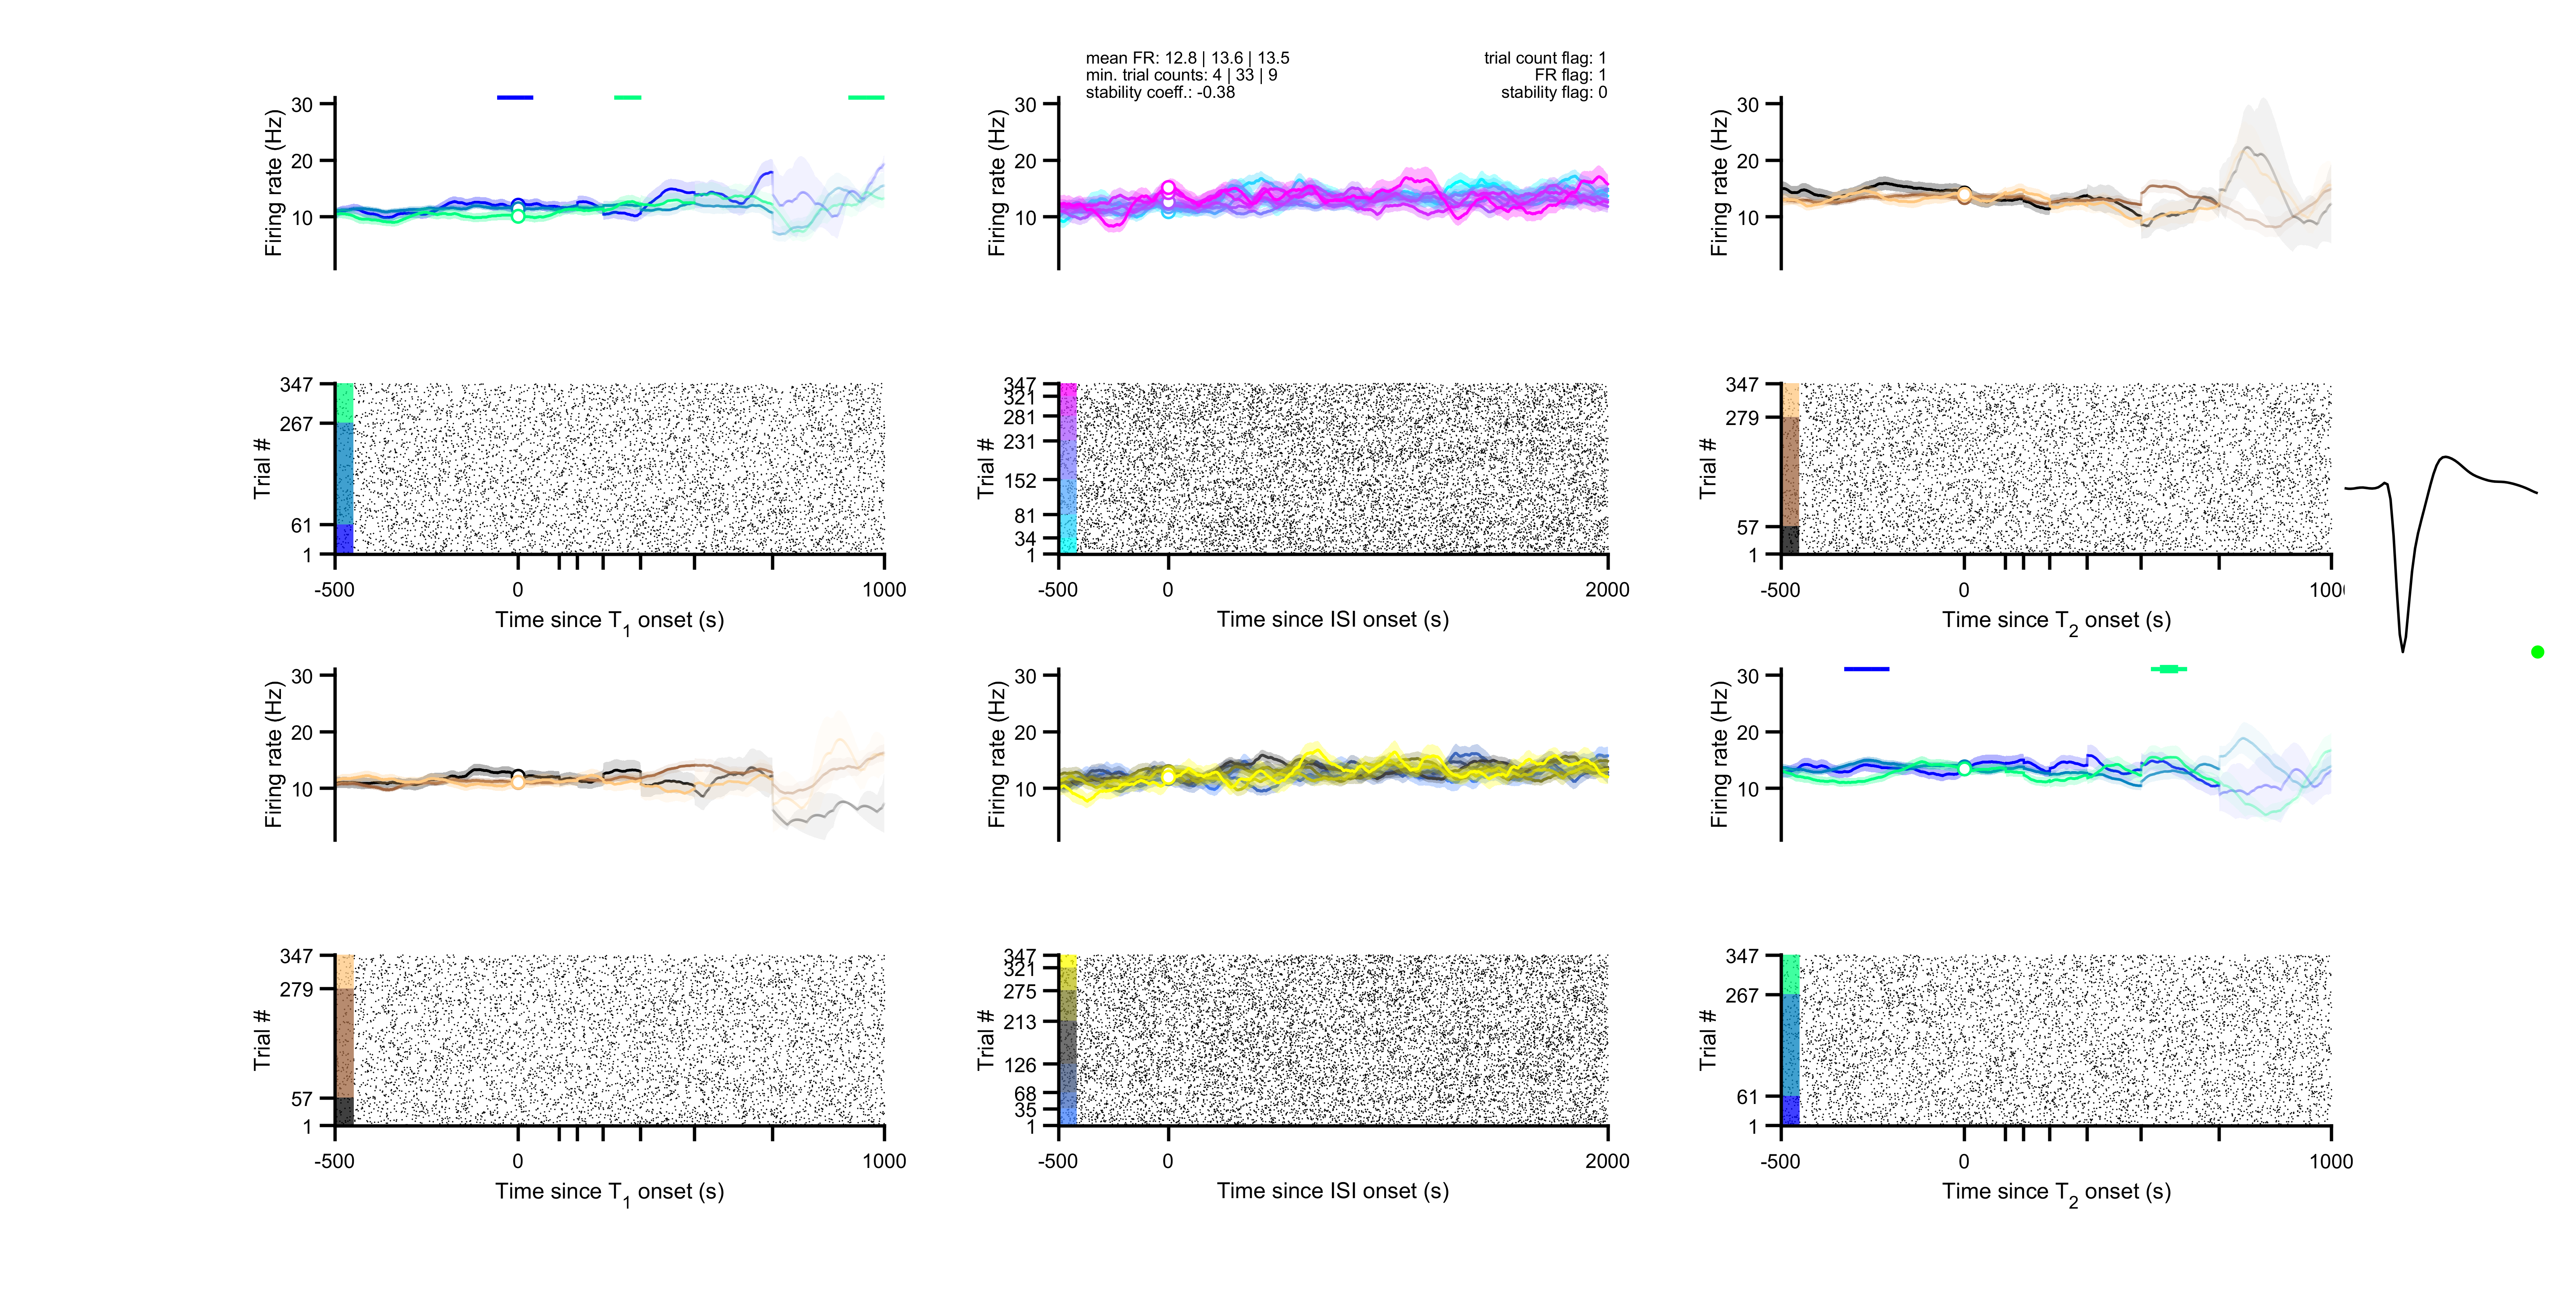 mean FR: 12.8 | 13.6 | 13.5
min. trial counts: 4 | 33 | 9
stability coeff.: -0.38
trial count flag: 1
FR flag: 1
stability flag: 0
Firing rate (Hz)
30
20
10
Firing rate (Hz)
30
20
10
Firing rate (Hz)
30
20
10
Trial #
347
267
61
1
-500
0
1000
Time since T1 onset (s)
Trial #
347
321
281
231
152
81
34
1
-500
0
2000
Time since ISI onset (s)
Trial #
347
279
57
1
-500
0
1000
Time since T2 onset (s)
Firing rate (Hz)
30
20
10
Firing rate (Hz)
30
20
10
Firing rate (Hz)
30
20
10
Trial #
347
279
57
1
-500
0
1000
Time since T1 onset (s)
Trial #
347
321
275
213
126
68
35
1
-500
0
2000
Time since ISI onset (s)
Trial #
347
267
61
1
-500
0
1000
Time since T2 onset (s)